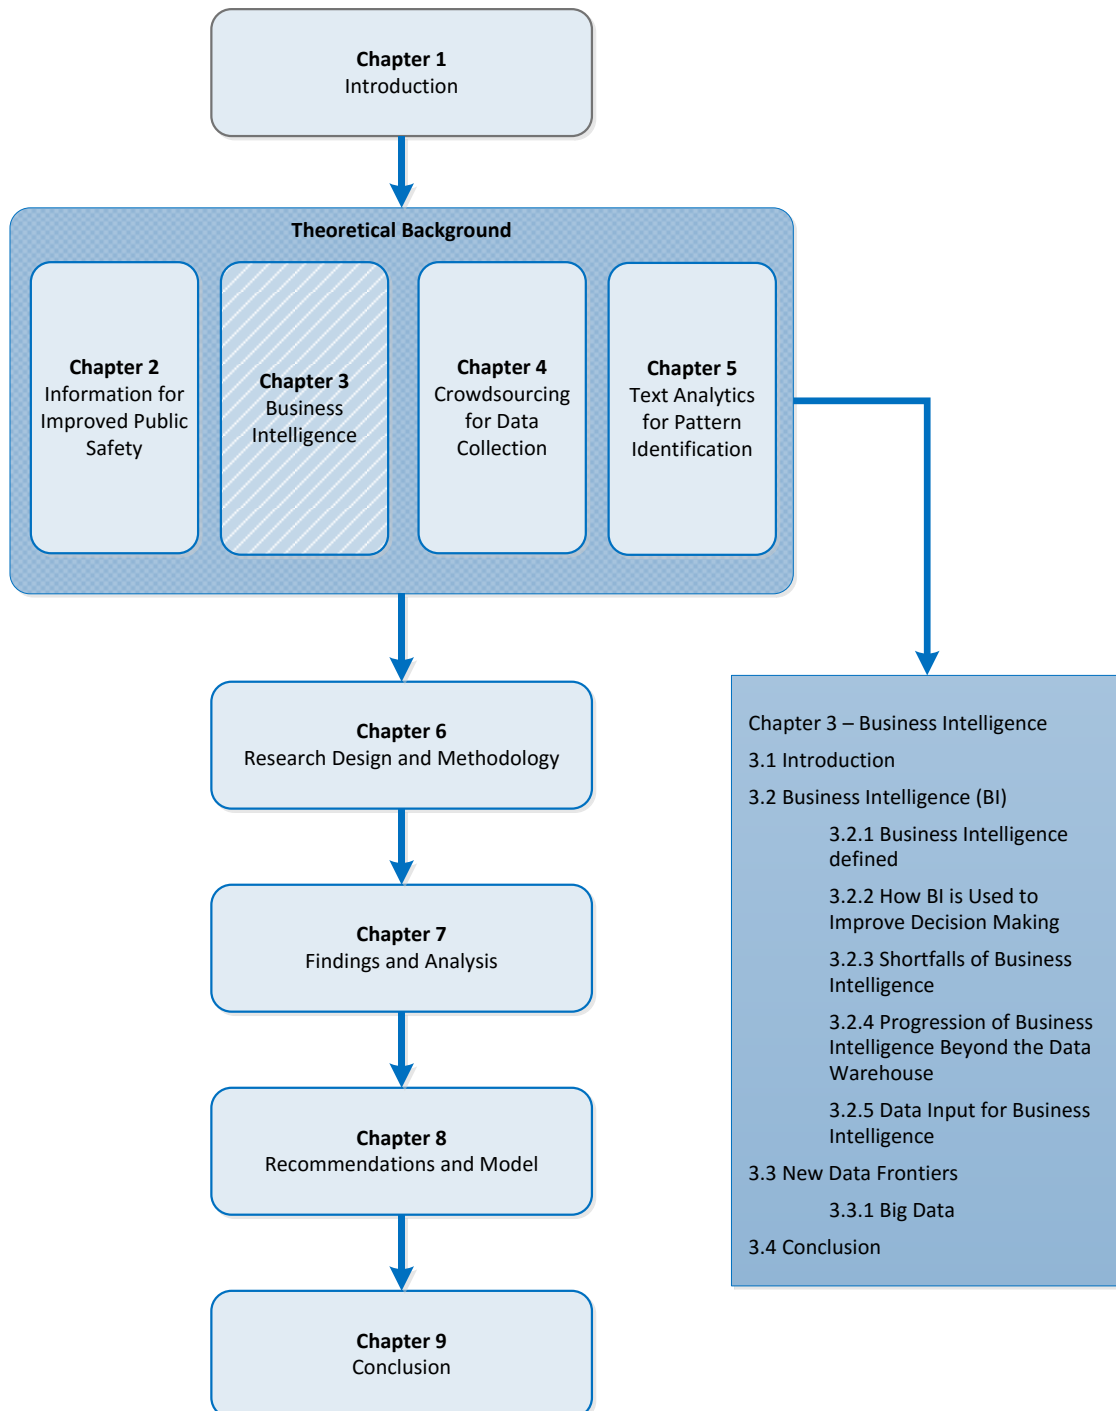 Chapter 1
Introduction
Theoretical Background
Chapter 2
Information for
Improved Public
Safety
Chapter 3
Business
Intelligence
Chapter 4
Crowdsourcing
for Data
Collection
Chapter 5
Text Analytics
for Pattern
Identification
Chapter 6
Research Design and Methodology
Chapter 7
Findings and Analysis
Chapter 8
Recommendations and Model
Chapter 9
Conclusion
Chapter 3 – Business Intelligence
3.1 Introduction
3.2 Business Intelligence (BI)
3.2.1 Business Intelligence
defined
3.2.2 How BI is Used to
Improve Decision Making
3.2.3 Shortfalls of Business
Intelligence
3.2.4 Progression of Business
Intelligence Beyond the Data
Warehouse
3.2.5 Data Input for Business
Intelligence
3.3 New Data Frontiers
3.3.1 Big Data
3.4 Conclusion